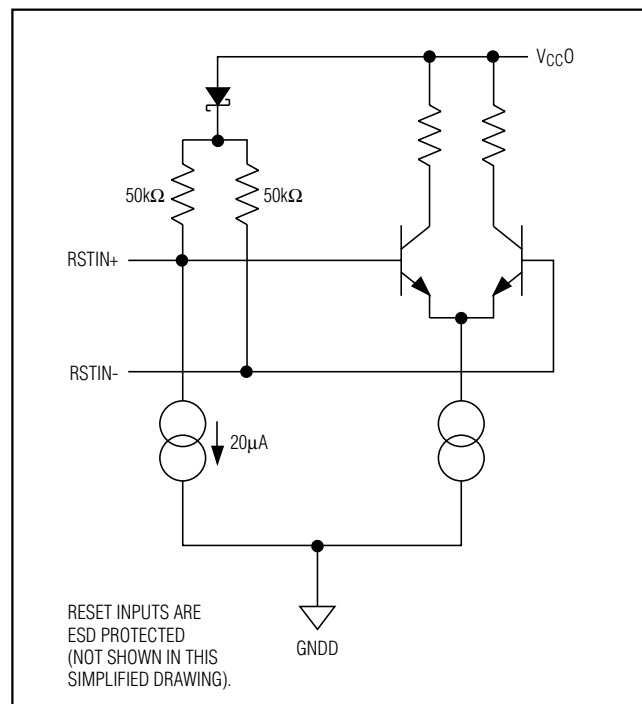 VCCO
50kΩ
50kΩ
RSTIN+
RSTIN-
20μA
RESET INPUTS ARE
ESD PROTECTED
(NOT SHOWN IN THIS
SIMPLIFIED DRAWING).
GNDD